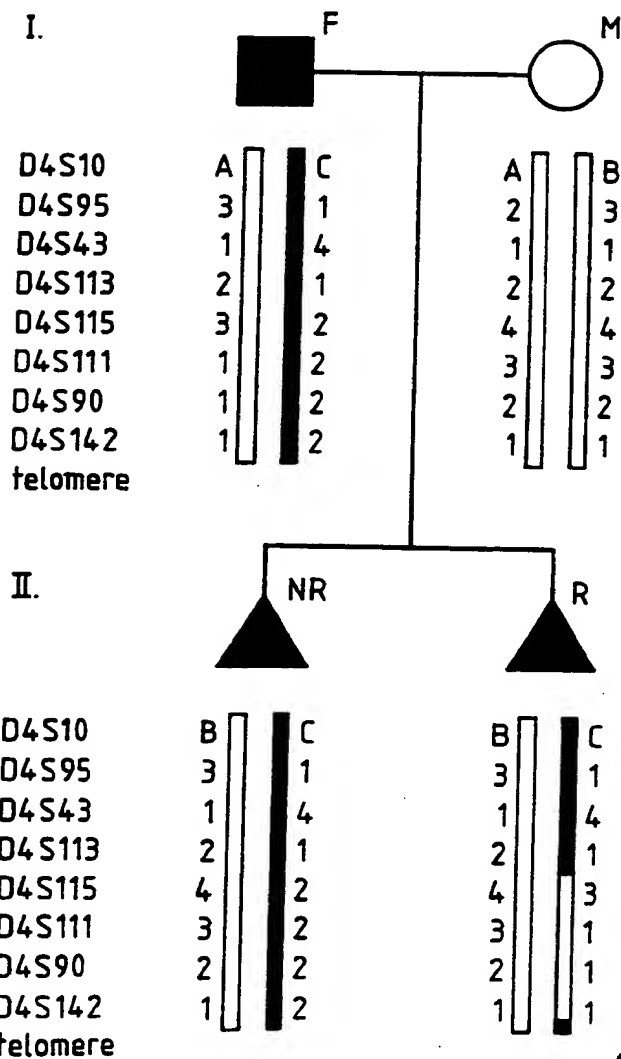 I. F M
D4S10 A C A B
D4S95 3 1 2 3
D4S43 1 4 1 1
D4S113 2 1 2 2
D4S115 3 2 4 4
D4S111 1 2 3 3
D4S90 1 2 2 2
D4S142 1 2 1 1
telomere
II. NR R
D4S10 B C B C
D4S95 3 1 3 1
D4S43 1 4 1 4
D4S113 2 1 2 1
D4S115 4 2 4 3
D4S111 3 2 3 1
D4S90 2 2 2 1
D4S142 1 2 1 1
telomere